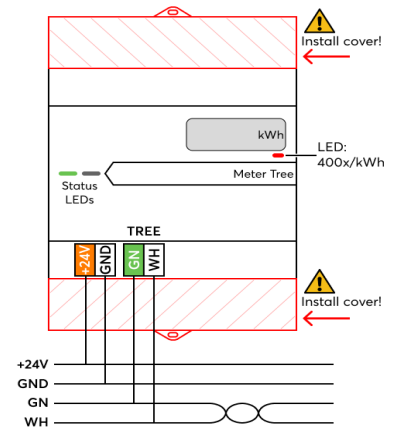 Install cover!
kWh
LED:
400x/kWh
Meter Tree
Status
LEDs
TREE
+24V GND GN WH
Install cover!
+24V
GND
GN
WH